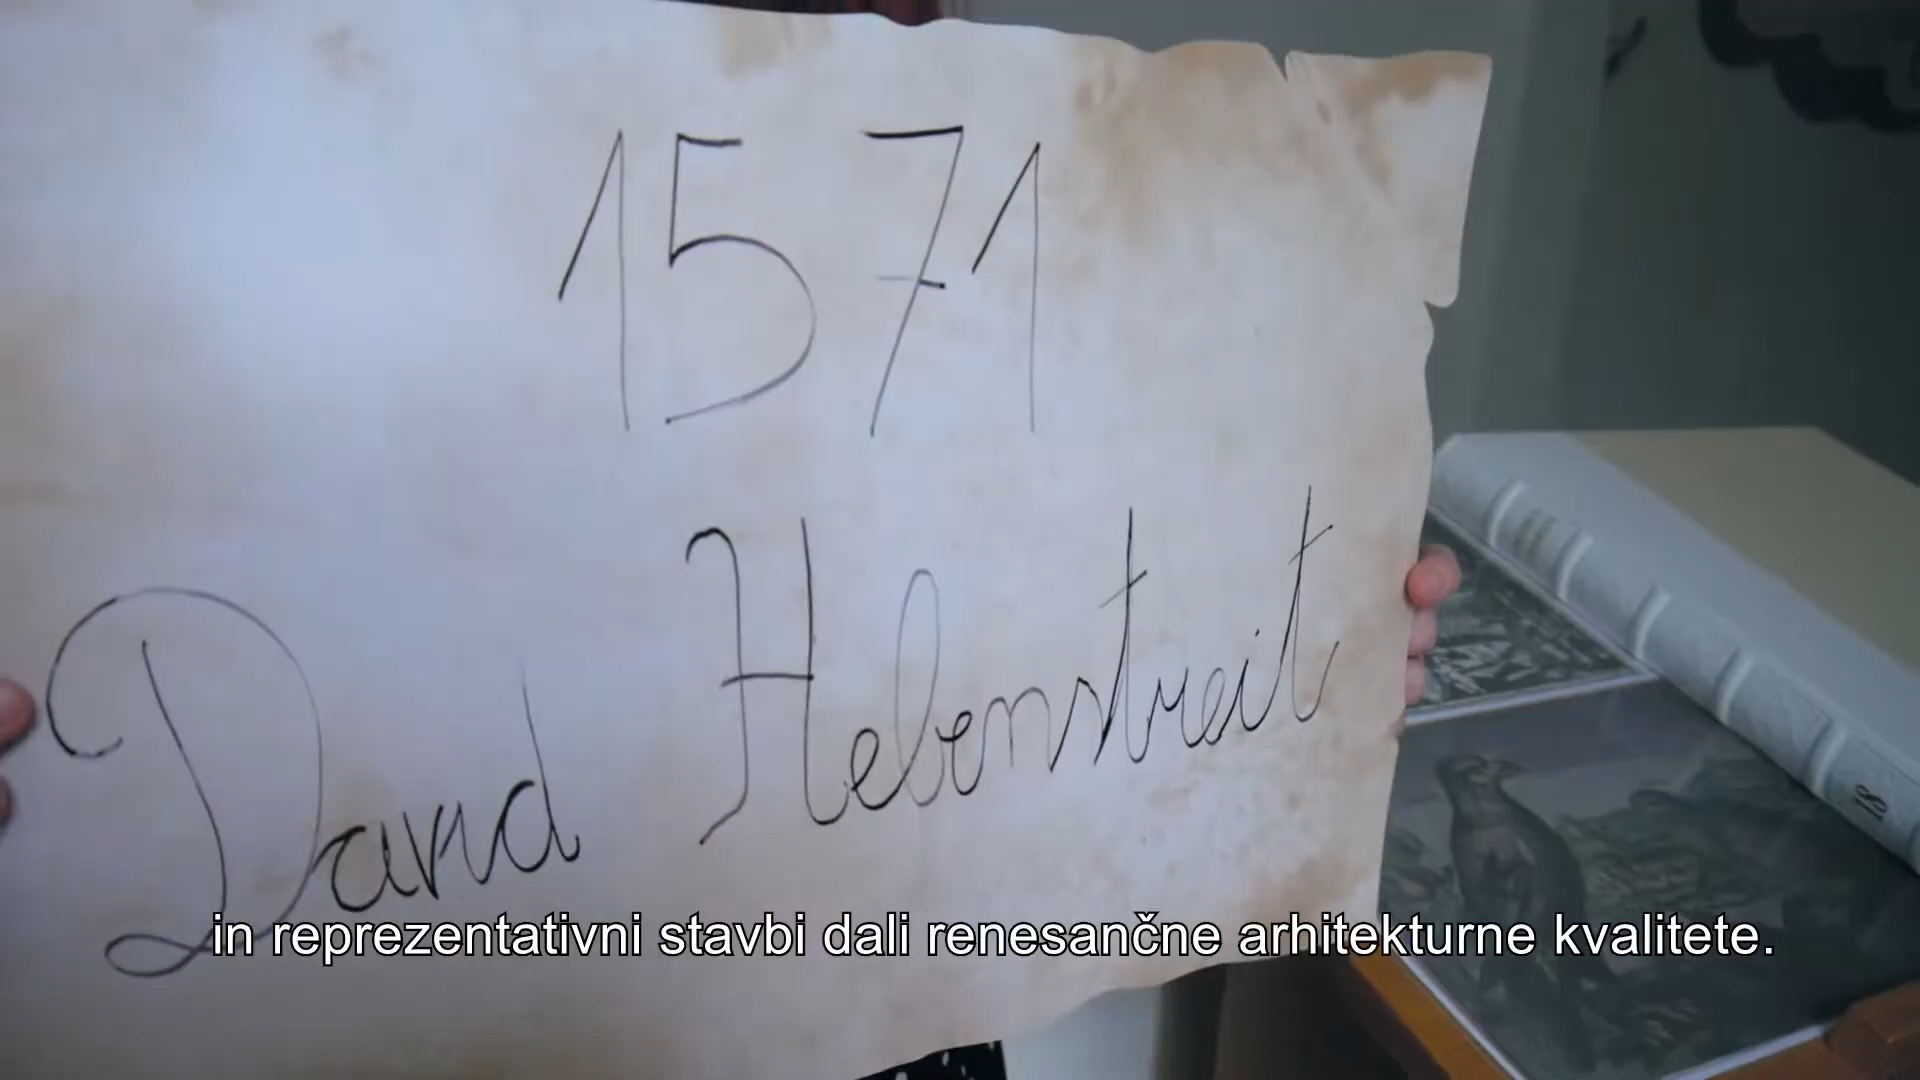 1571
David Hebenstreit
in reprezentativni stavbi dali renesančne arhitekturne kvalitete.